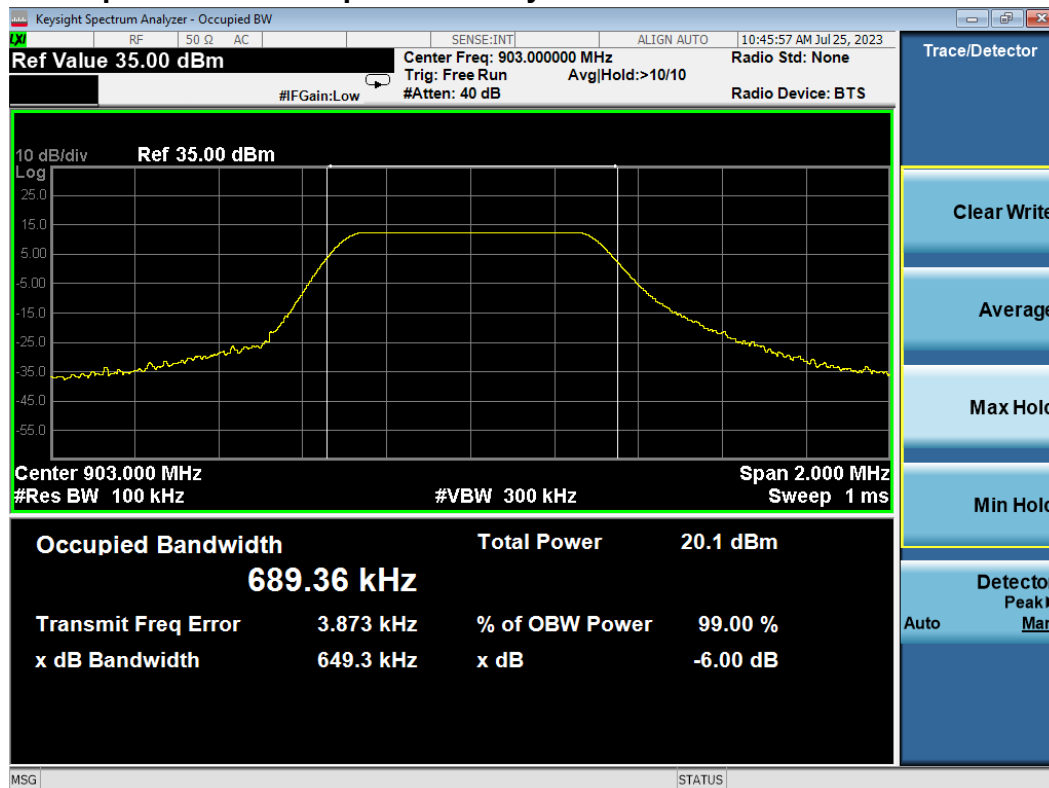 Keysight Spectrum Analyzer - Occupied BW
LXI RF 50 Ω AC SENSE:INT ALIGN AUTO 10:45:57 AM Jul 25, 2023
Ref Value 35.00 dBm
Center Freq: 903.000000 MHz
Radio Std: None
Trig: Free Run Avg|Hold:>10/10
#IFGain:Low
#Atten: 40 dB
Radio Device: BTS
10 dB/div Ref 35.00 dBm
Log
25.0
15.0
5.00
-5.00
-15.0
-25.0
-35.0
-45.0
-55.0
Center 903.000 MHz Span 2.000 MHz
#Res BW 100 kHz #VBW 300 kHz Sweep 1 ms
Occupied Bandwidth Total Power 20.1 dBm
689.36 kHz
Transmit Freq Error 3.873 kHz % of OBW Power 99.00 %
x dB Bandwidth 649.3 kHz x dB -6.00 dB
MSG STATUS
Trace/Detector
Clear Write
Average
Max Hold
Min Hold
Detector
Peak
Auto Man